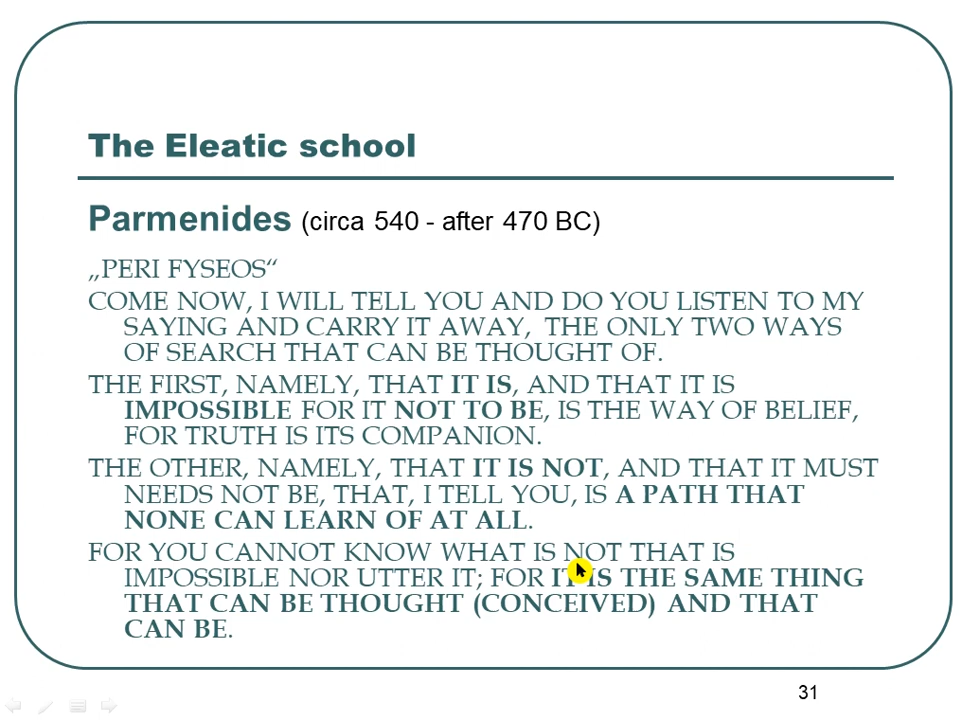 The Eleatic school
Parmenides (circa 540 - after 470 BC)
„PERI FYSEOS“
COME NOW, I WILL TELL YOU AND DO YOU LISTEN TO MY
SAYING AND CARRY IT AWAY, THE ONLY TWO WAYS
OF SEARCH THAT CAN BE THOUGHT OF.
THE FIRST, NAMELY, THAT IT IS, AND THAT IT IS
IMPOSSIBLE FOR IT NOT TO BE, IS THE WAY OF BELIEF,
FOR TRUTH IS ITS COMPANION.
THE OTHER, NAMELY, THAT IT IS NOT, AND THAT IT MUST
NEEDS NOT BE, THAT, I TELL YOU, IS A PATH THAT
NONE CAN LEARN OF AT ALL.
FOR YOU CANNOT KNOW WHAT IS NOT THAT IS
IMPOSSIBLE NOR UTTER IT; FOR IT IS THE SAME THING
THAT CAN BE THOUGHT (CONCEIVED) AND THAT
CAN BE.
31